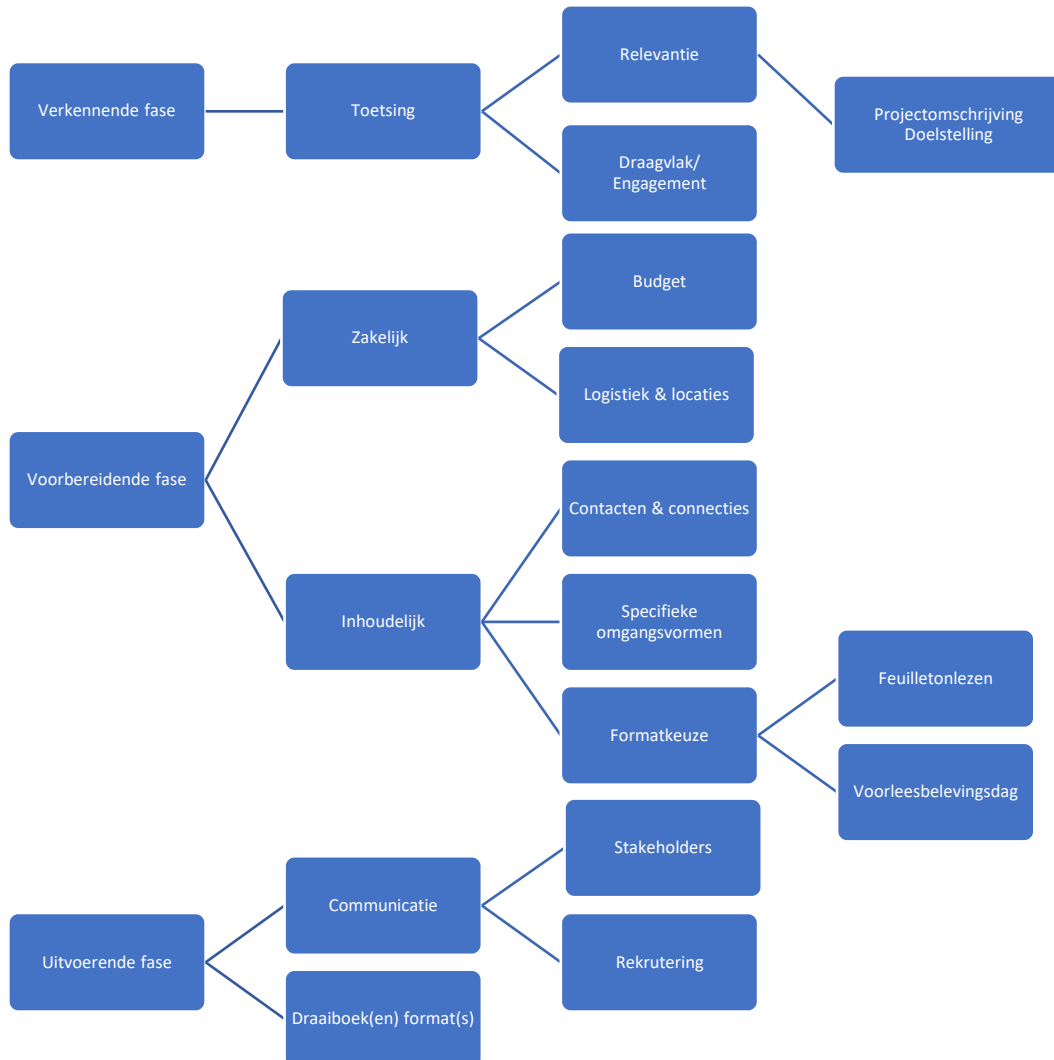 Verkennende fase
Toetsing
Relevantie
Projectomschrijving
Doelstelling
Draagvlak/
Engagement
Voorbereidende fase
Zakelijk
Budget
Logistiek & locaties
Inhoudelijk
Contacten & connecties
Specifieke
omgangsvormen
Formatkeuze
Feuilletonlezen
Voorleesbelevingsdag
Uitvoerende fase
Communicatie
Stakeholders
Rekrutering
Draaiboek(en) format(s)